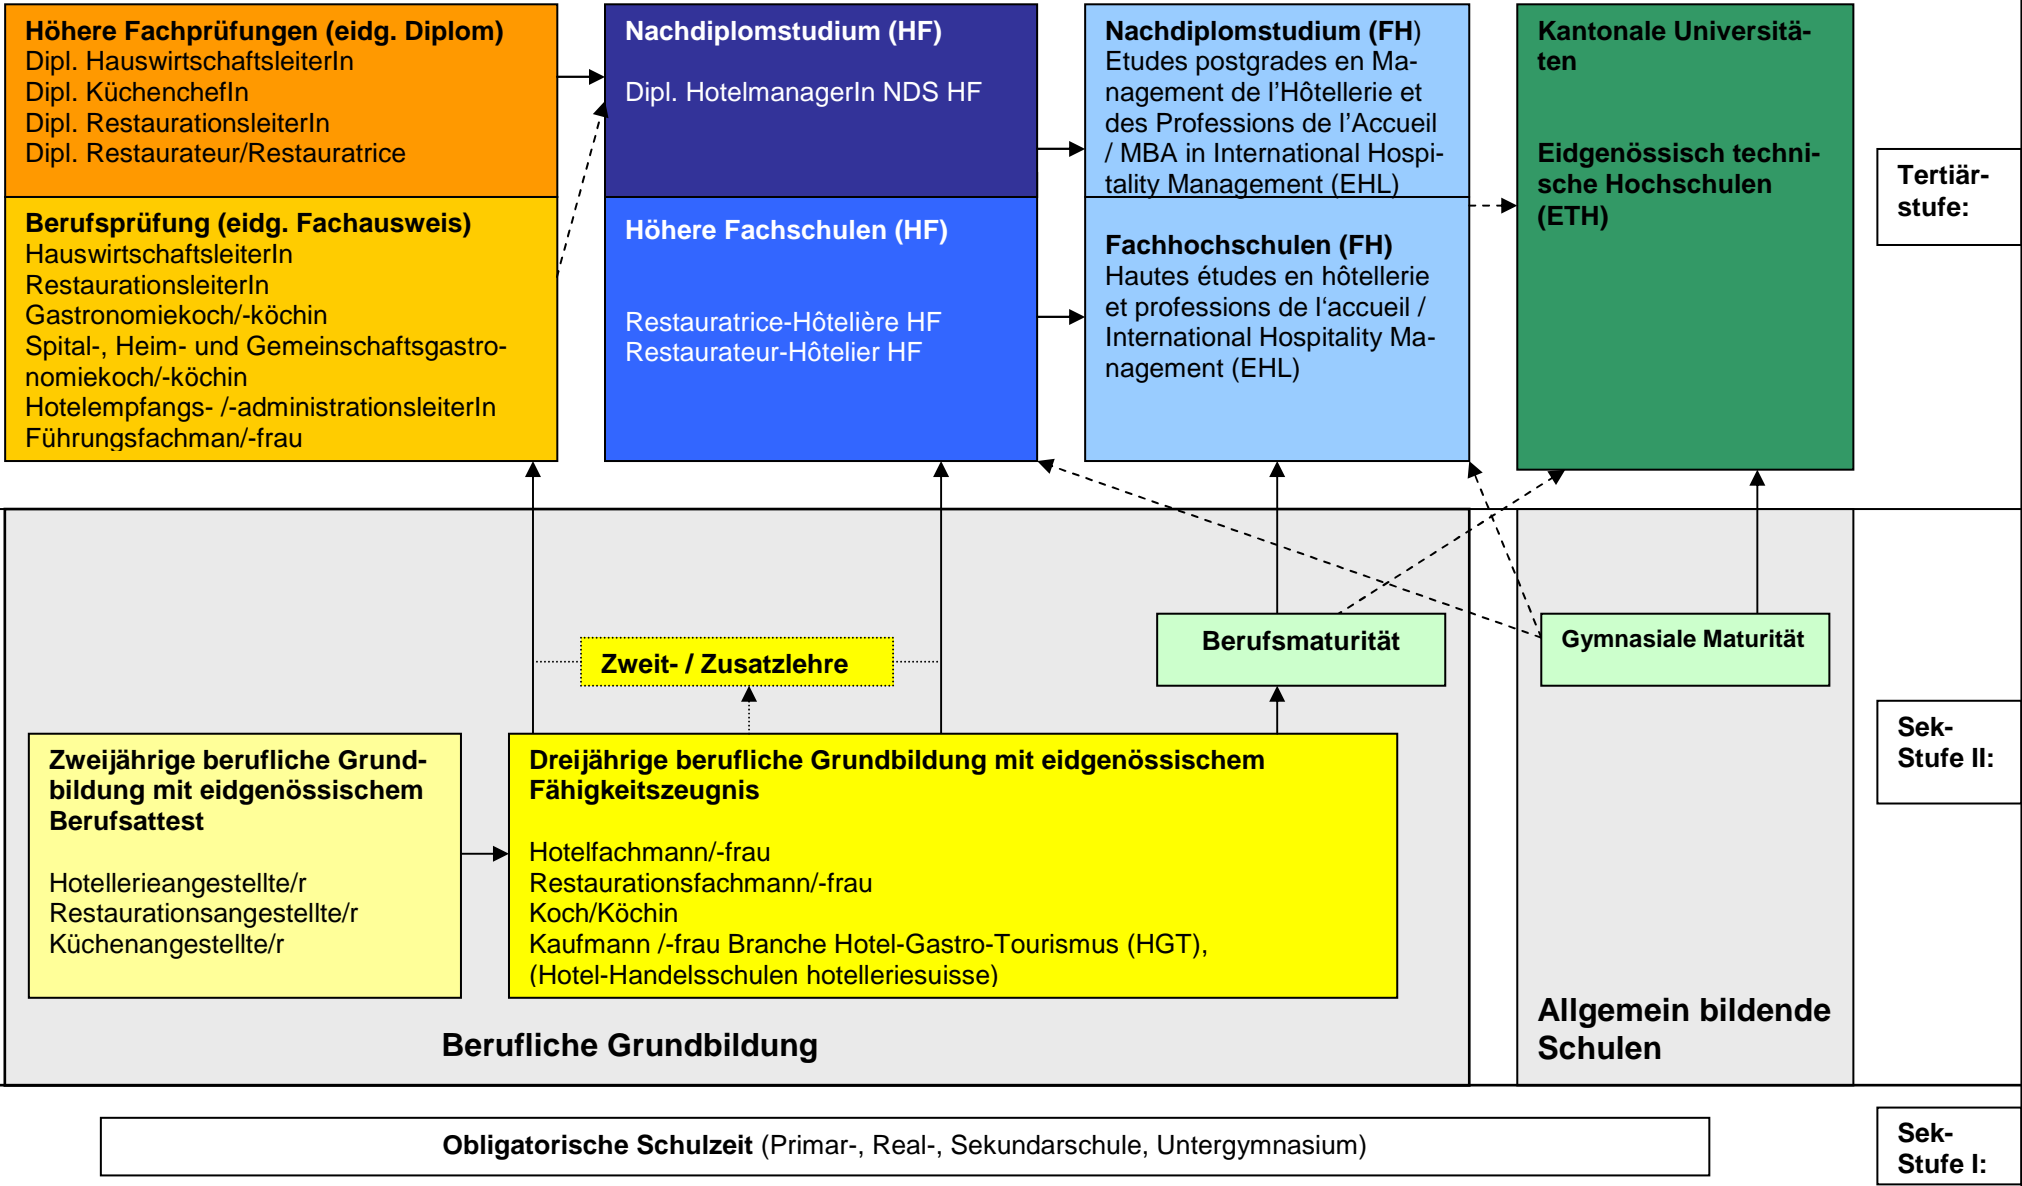 Höhere Fachprüfungen (eidg. Diplom)
Dipl. HauswirtschaftsleiterIn
Dipl. KüchenchefIn
Dipl. RestaurationsleiterIn
Dipl. Restaurateur/Restauratrice
Berufsprüfung (eidg. Fachausweis)
HauswirtschaftsleiterIn
RestaurationsleiterIn
Gastronomiekoch/-köchin
Spital-, Heim- und Gemeinschaftsgastro-
nomiekoch/-köchin
Hotelempfangs- /-administrationsleiterIn
Führungsfachman/-frau
Nachdiplomstudium (HF)
Dipl. HotelmanagerIn NDS HF
Höhere Fachschulen (HF)
Restauratrice-Hôtelière HF
Restaurateur-Hôtelier HF
Nachdiplomstudium (FH)
Etudes postgrades en Ma-
nagement de l'Hôtellerie et
des Professions de l'Accueil
/ MBA in International Hospi-
tality Management (EHL)
Fachhochschulen (FH)
Hautes études en hôtellerie
et professions de l'accueil /
International Hospitality Ma-
nagement (EHL)
Kantonale Universitä-
ten
Eidgenössisch techni-
sche Hochschulen
(ETH)
Tertiär-
stufe:
Zweit- / Zusatzlehre
Berufsmaturität
Gymnasiale Maturität
Zweijährige berufliche Grund-
bildung mit eidgenössischem
Berufsattest
Hotellerieangestellte/r
Restaurationsangestellte/r
Küchenangestellte/r
Dreijährige berufliche Grundbildung mit eidgenössischem
Fähigkeitszeugnis
Hotelfachmann/-frau
Restaurationsfachmann/-frau
Koch/Köchin
Kaufmann /-frau Branche Hotel-Gastro-Tourismus (HGT),
(Hotel-Handelsschulen hotelleriesuisse)
Sek-
Stufe II:
Berufliche Grundbildung
Allgemein bildende
Schulen
Obligatorische Schulzeit (Primar-, Real-, Sekundarschule, Untergymnasium)
Sek-
Stufe I: